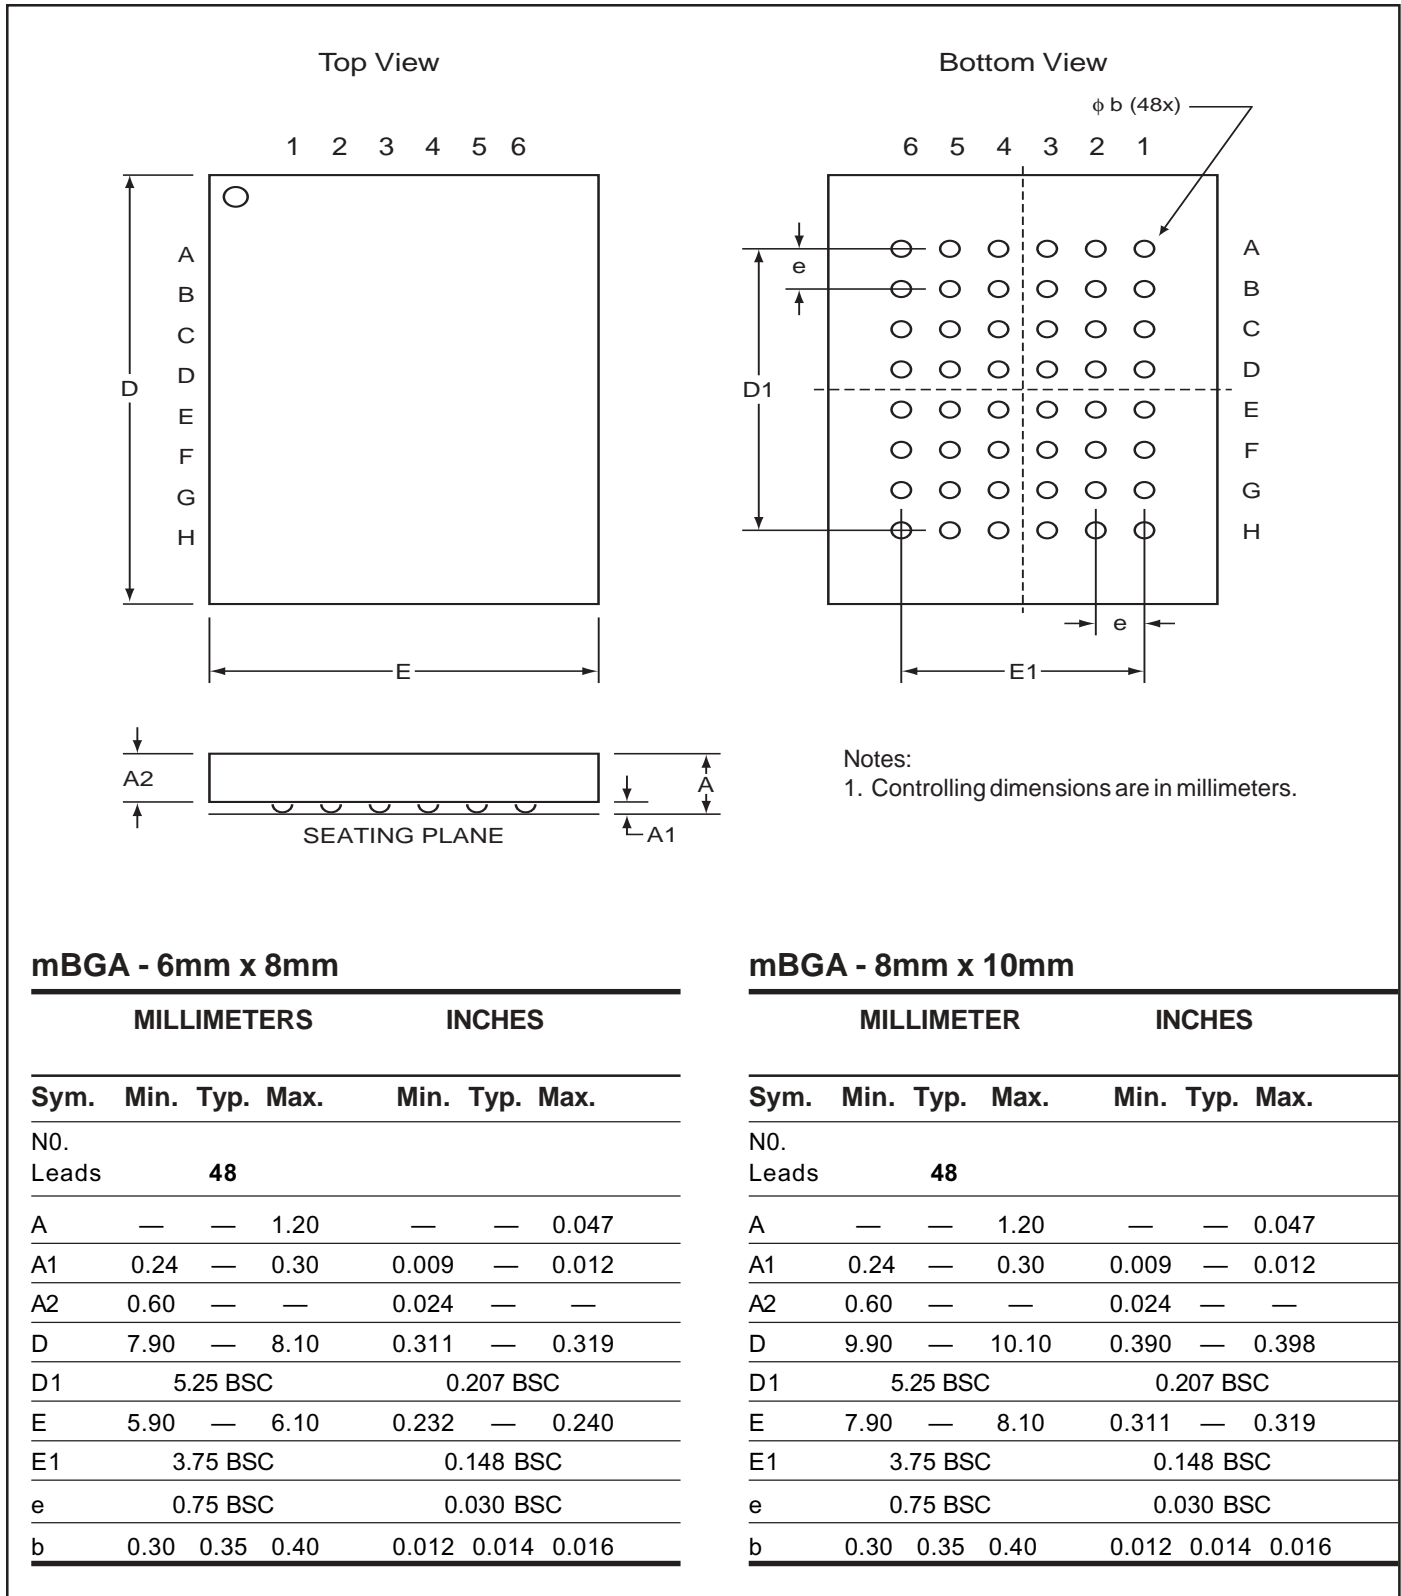 Top View
Bottom View
ϕ b (48x)
1 2 3 4 5 6
6 5 4 3 2 1
A
B
C
D
E
F
G
H
D
E
e
D1
A
B
C
D
E
F
G
H
e
E1
A2
A
A1
SEATING PLANE
Notes:
1. Controlling dimensions are in millimeters.
mBGA - 6mm x 8mm
MILLIMETERS INCHES
Sym. Min. Typ. Max. Min. Typ. Max.
N0.
Leads 48
A — — 1.20 — — 0.047
A1 0.24 — 0.30 0.009 — 0.012
A2 0.60 — — 0.024 — —
D 7.90 — 8.10 0.311 — 0.319
D1 5.25 BSC 0.207 BSC
E 5.90 — 6.10 0.232 — 0.240
E1 3.75 BSC 0.148 BSC
e 0.75 BSC 0.030 BSC
b 0.30 0.35 0.40 0.012 0.014 0.016
mBGA - 8mm x 10mm
MILLIMETER INCHES
Sym. Min. Typ. Max. Min. Typ. Max.
N0.
Leads 48
A — — 1.20 — — 0.047
A1 0.24 — 0.30 0.009 — 0.012
A2 0.60 — — 0.024 — —
D 9.90 — 10.10 0.390 — 0.398
D1 5.25 BSC 0.207 BSC
E 7.90 — 8.10 0.311 — 0.319
E1 3.75 BSC 0.148 BSC
e 0.75 BSC 0.030 BSC
b 0.30 0.35 0.40 0.012 0.014 0.016